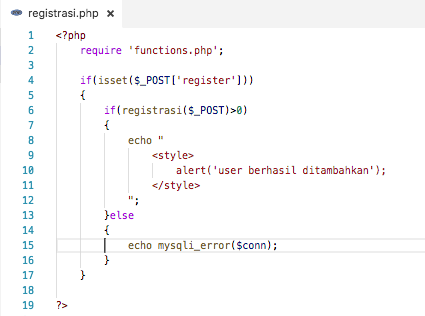 registrasi.php ×
1 <?php
2 require 'functions.php';
3
4 if(isset($_POST['register']))
5 {
6 if(registrasi($_POST)>0)
7 {
8 echo "
9 <style>
10 alert('user berhasil ditambahkan');
11 </style>
12 ";
13 }else
14 {
15 echo mysqli_error($conn);
16 }
17 }
18
19 ?>